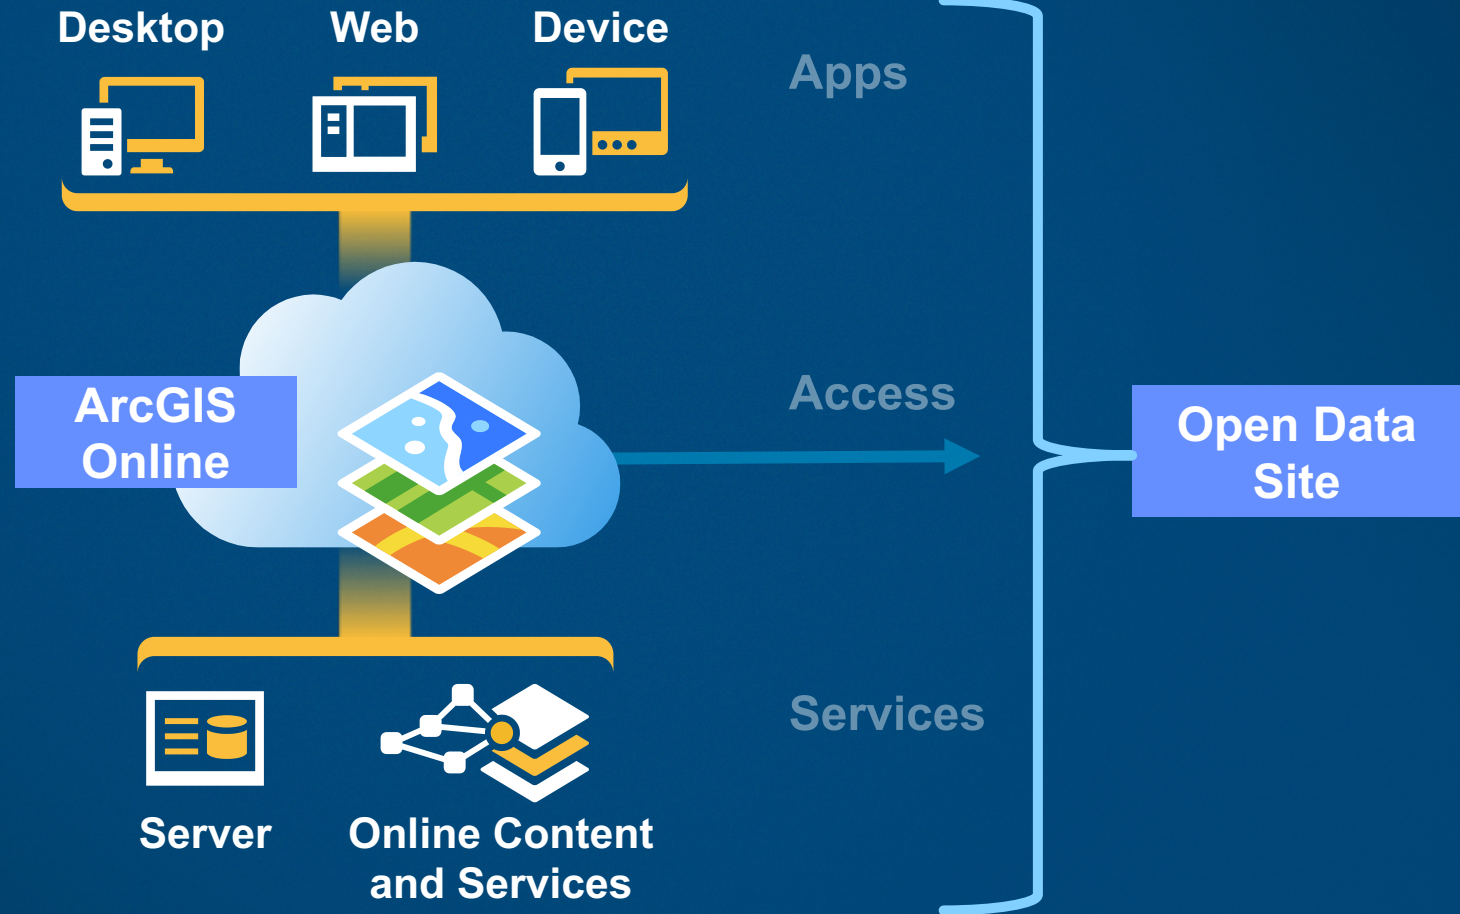 Desktop
Web
Device
Apps
ArcGIS
Online
Access
Open Data
Site
Services
Server
Online Content
and Services